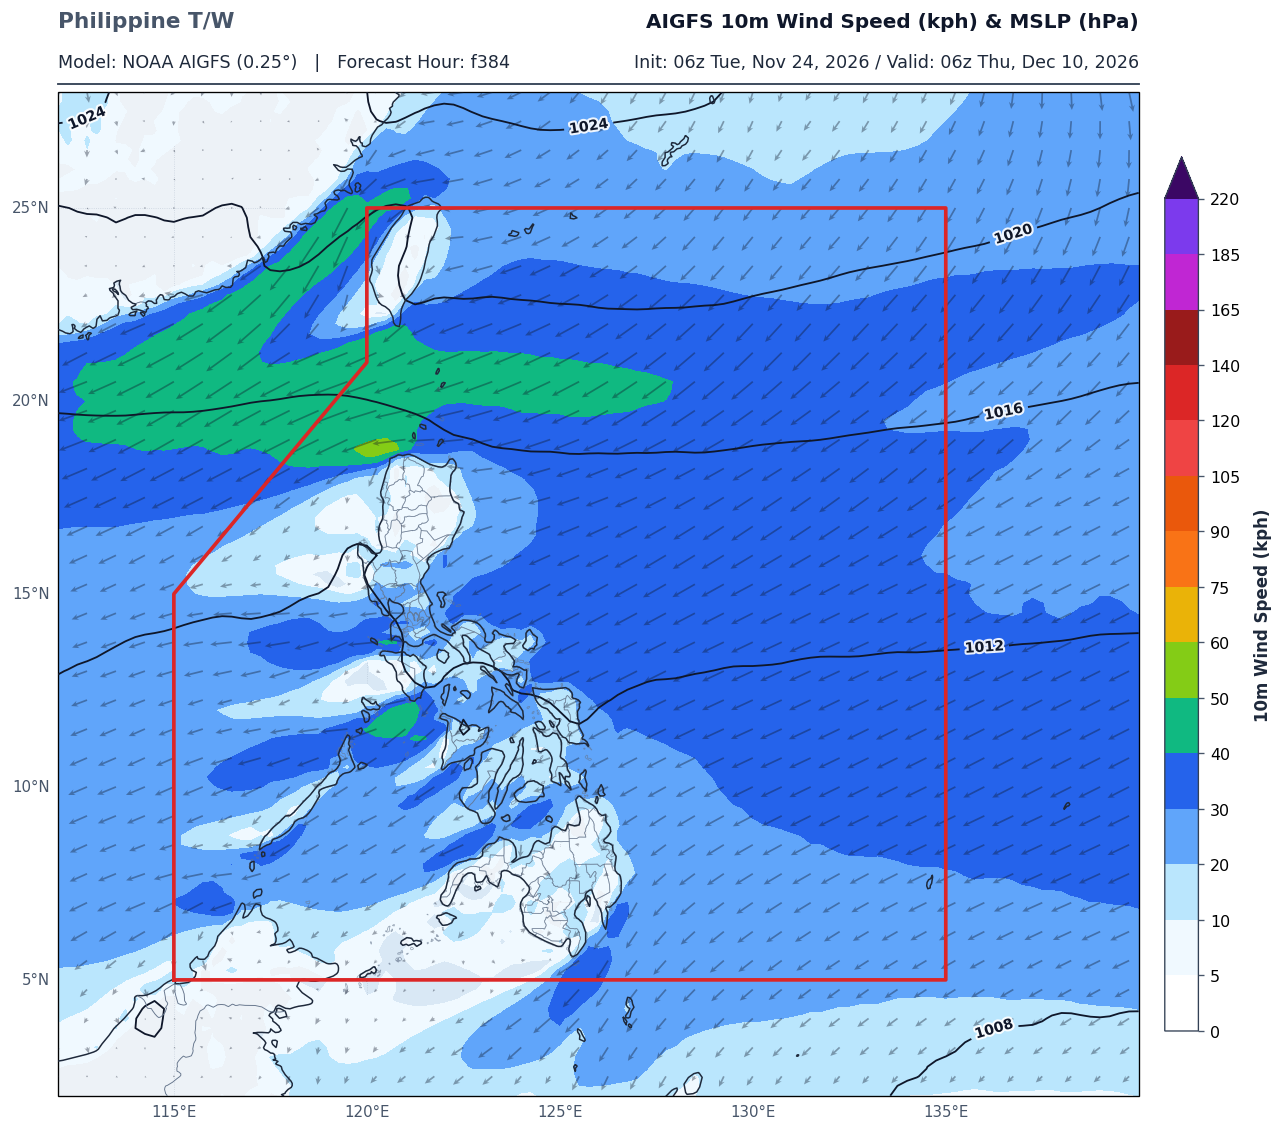 Philippine T/W
AIGFS 10m Wind Speed (kph) & MSLP (hPa)
Model: NOAA AIGFS (0.25°) | Forecast Hour: f384
Init: 06z Tue, Nov 24, 2026 / Valid: 06z Thu, Dec 10, 2026
1024
1024
1020
1016
1012
1008
25°N
20°N
15°N
10°N
5°N
115°E
120°E
125°E
130°E
135°E
220
185
165
140
120
105
90
75
60
50
40
30
20
10
5
0
10m Wind Speed (kph)